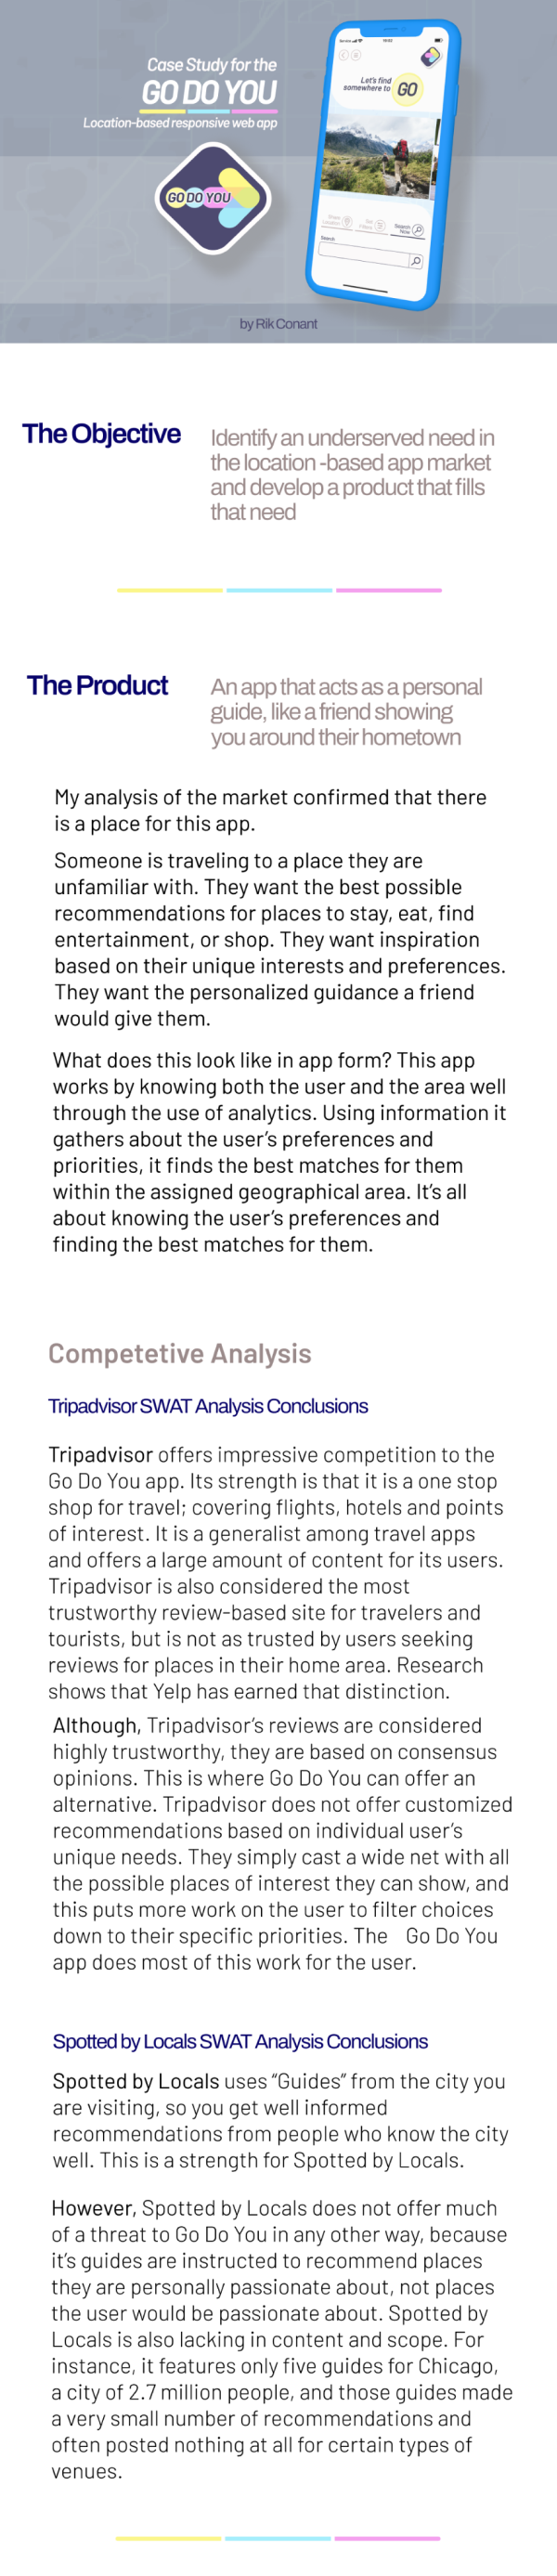 Case Study for the
GO DO YOU
Location-based responsive web app
GO DO YOU
Let's find
somewhere to GO
Search
by Rik Conant
The Objective
Identify an underserved need in
the location -based app market
and develop a product that fills
that need
The Product
An app that acts as a personal
guide, like a friend showing
you around their hometown
My analysis of the market confirmed that there
is a place for this app.
Someone is traveling to a place they are
unfamiliar with. They want the best possible
recommendations for places to stay, eat, find
entertainment, or shop. They want inspiration
based on their unique interests and preferences.
They want the personalized guidance a friend
would give them.
What does this look like in app form? This app
works by knowing both the user and the area well
through the use of analytics. Using information it
gathers about the user's preferences and
priorities, it finds the best matches for them
within the assigned geographical area. It's all
about knowing the user's preferences and
finding the best matches for them.
Competetive Analysis
Tripadvisor SWAT Analysis Conclusions
Tripadvisor offers impressive competition to the
Go Do You app. Its strength is that it is a one stop
shop for travel; covering flights, hotels and points
of interest. It is a generalist among travel apps
and offers a large amount of content for its users.
Tripadvisor is also considered the most
trustworthy review-based site for travelers and
tourists, but is not as trusted by users seeking
reviews for places in their home area. Research
shows that Yelp has earned that distinction.
Although, Tripadvisor's reviews are considered
highly trustworthy, they are based on consensus
opinions. This is where Go Do You can offer an
alternative. Tripadvisor does not offer customized
recommendations based on individual user's
unique needs. They simply cast a wide net with all
the possible places of interest they can show, and
this puts more work on the user to filter choices
down to their specific priorities. The Go Do You
app does most of this work for the user.
Spotted by Locals SWAT Analysis Conclusions
Spotted by Locals uses "Guides" from the city you
are visiting, so you get well informed
recommendations from people who know the city
well. This is a strength for Spotted by Locals.
However, Spotted by Locals does not offer much
of a threat to Go Do You in any other way, because
it's guides are instructed to recommend places
they are personally passionate about, not places
the user would be passionate about. Spotted by
Locals is also lacking in content and scope. For
instance, it features only five guides for Chicago,
a city of 2.7 million people, and those guides made
a very small number of recommendations and
often posted nothing at all for certain types of
venues.